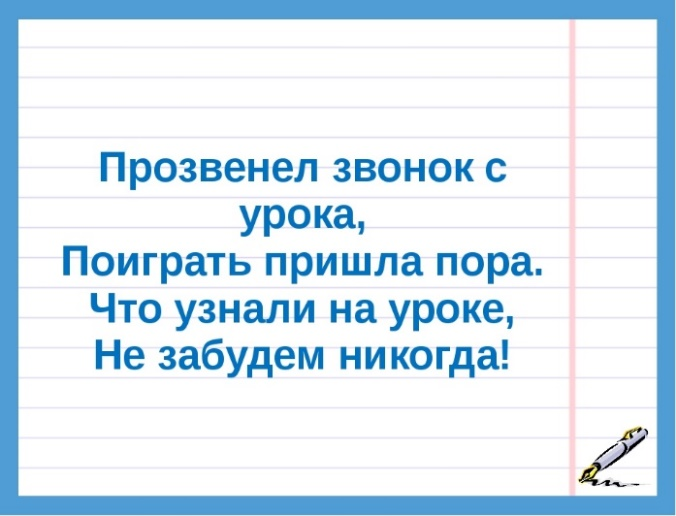 Прозвенел звонок с
урока,
Поиграть пришла пора.
Что узнали на уроке,
Не забудем никогда!